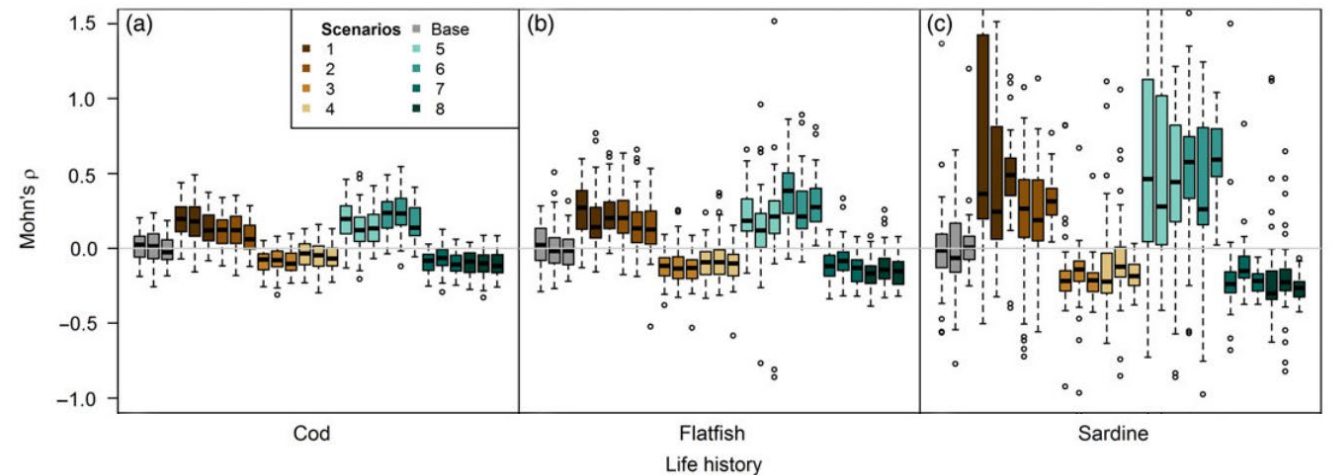 (a)
Scenarios
1
2
3
4
Base
5
6
7
8
(b)
(c)
1.5
1.0
0.5
0.0
−0.5
−1.0
Mohn's ρ
Cod
Flatfish
Sardine
Life history